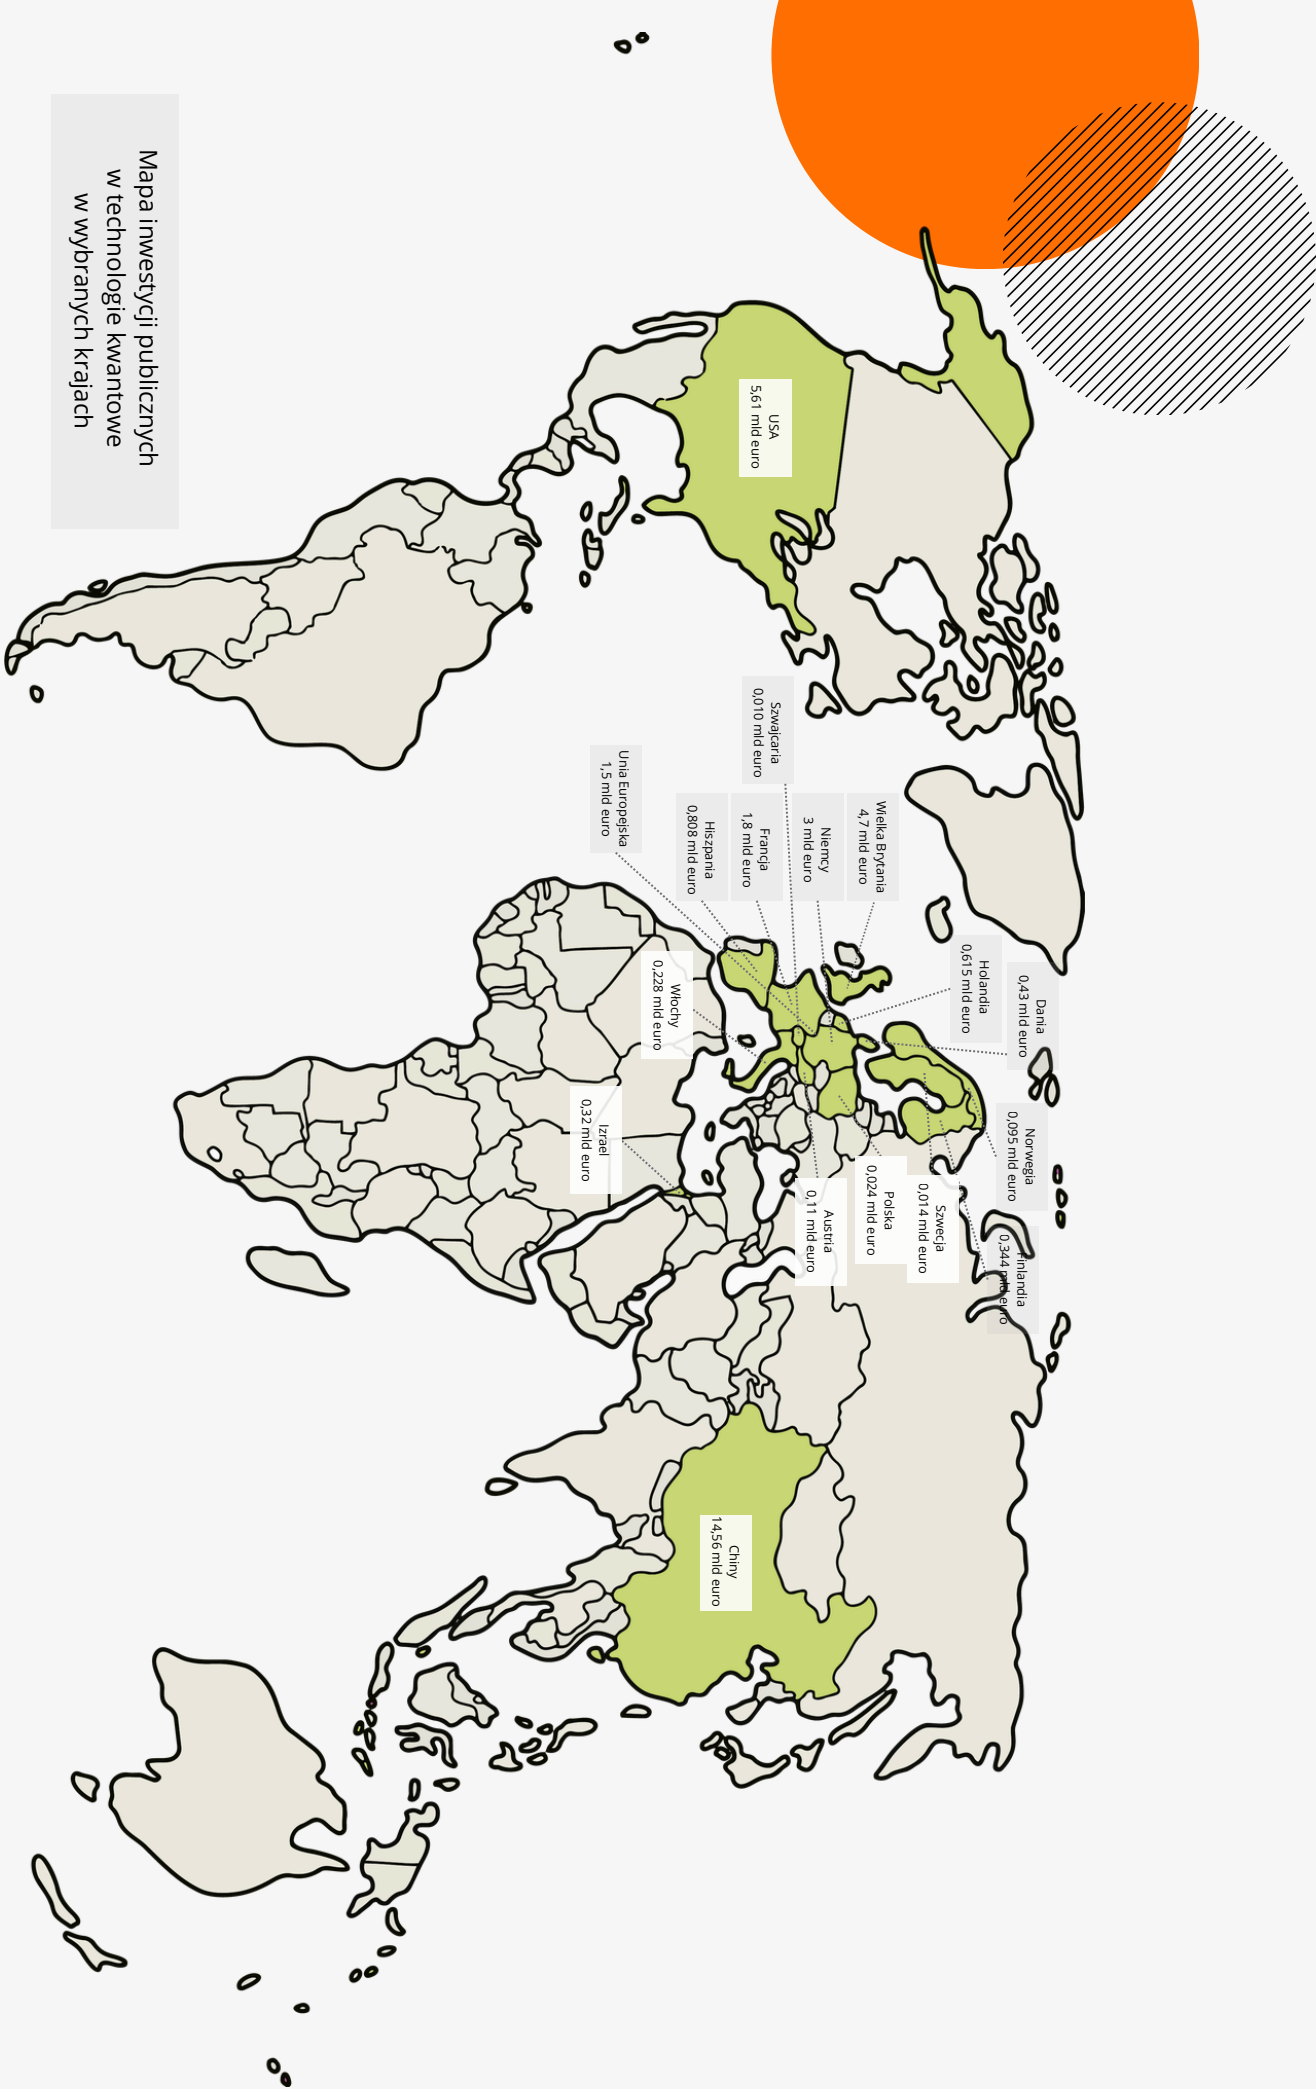 Mapa inwestycji publicznych
w technologie kwantowe
w wybranych krajach
USA
5,61 mld euro
Szwajcaria
0,010 mld euro
Wielka Brytania
4,7 mld euro
Niemcy
3 mld euro
Francja
1,8 mld euro
Hiszpania
0,808 mld euro
Unia Europejska
1,5 mld euro
Holandia
0,615 mld euro
Dania
0,43 mld euro
Norwegia
0,095 mld euro
Finlandia
0,344 mld euro
Szwecja
0,014 mld euro
Polska
0,024 mld euro
Austria
0,11 mld euro
Włochy
0,228 mld euro
Izrael
0,32 mld euro
Chiny
14,56 mld euro